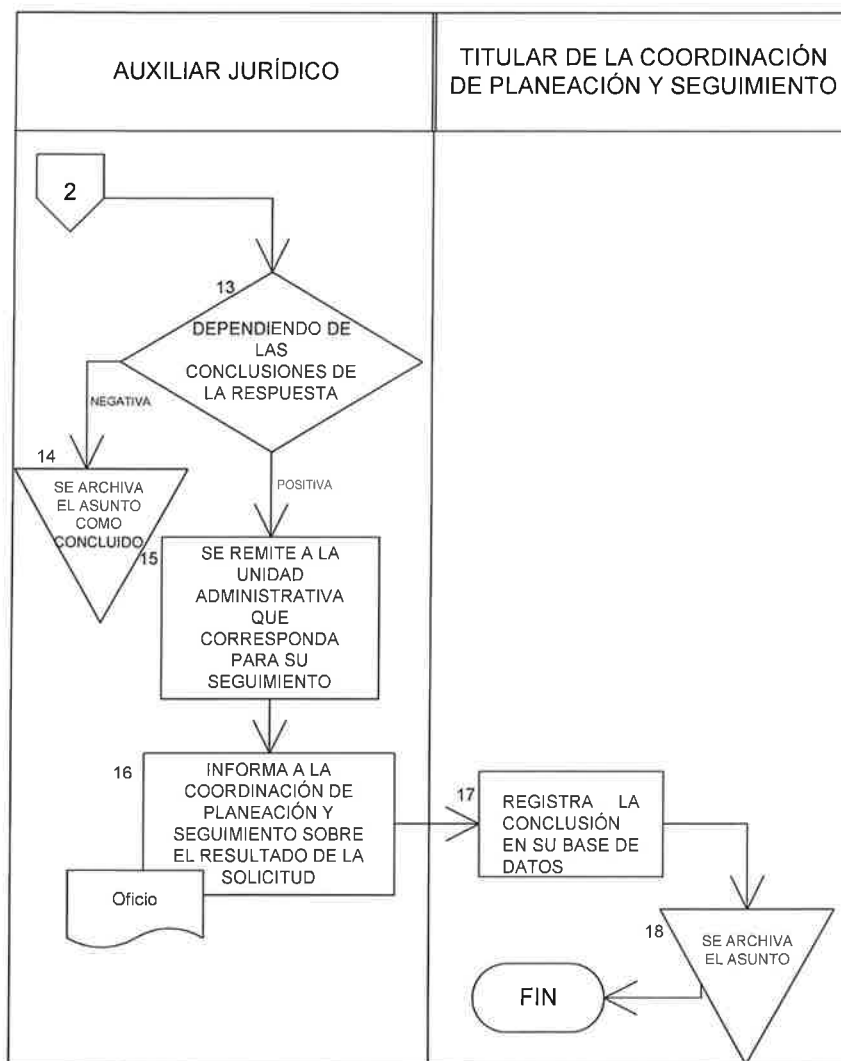 AUXILIAR JURÍDICO
TITULAR DE LA COORDINACIÓN
DE PLANEACIÓN Y SEGUIMIENTO
2
13
DEPENDIENDO DE
LAS
CONCLUSIONES DE
LA RESPUESTA
NEGATIVA
POSITIVA
14
SE ARCHIVA
EL ASUNTO
COMO
CONCLUIDO
15
SE REMITE A LA
UNIDAD
ADMINISTRATIVA
QUE
CORRESPONDA
PARA SU
SEGUIMIENTO
16
INFORMA A LA
COORDINACIÓN DE
PLANEACIÓN Y
SEGUIMIENTO SOBRE
EL RESULTADO DE LA
SOLICITUD
Oficio
17
REGISTRA LA
CONCLUSIÓN
EN SU BASE DE
DATOS
18
SE ARCHIVA
EL ASUNTO
FIN